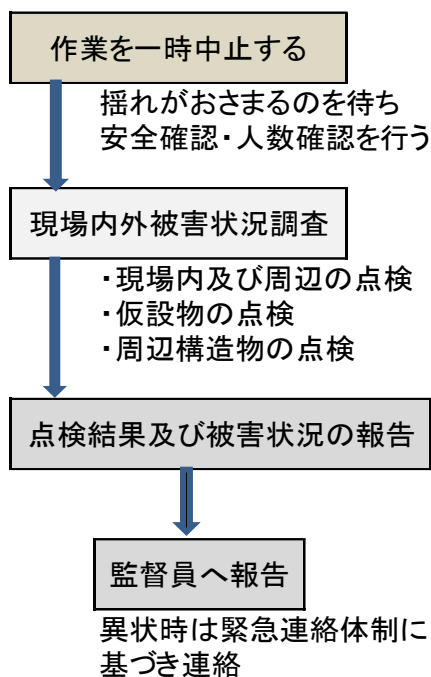 作業を一時中止する
揺れがおさまるのを待ち
安全確認・人数確認を行う
現場内外被害状況調査
・現場内及び周辺の点検
・仮設物の点検
・周辺構造物の点検
点検結果及び被害状況の報告
監督員へ報告
異状時は緊急連絡体制に
基づき連絡